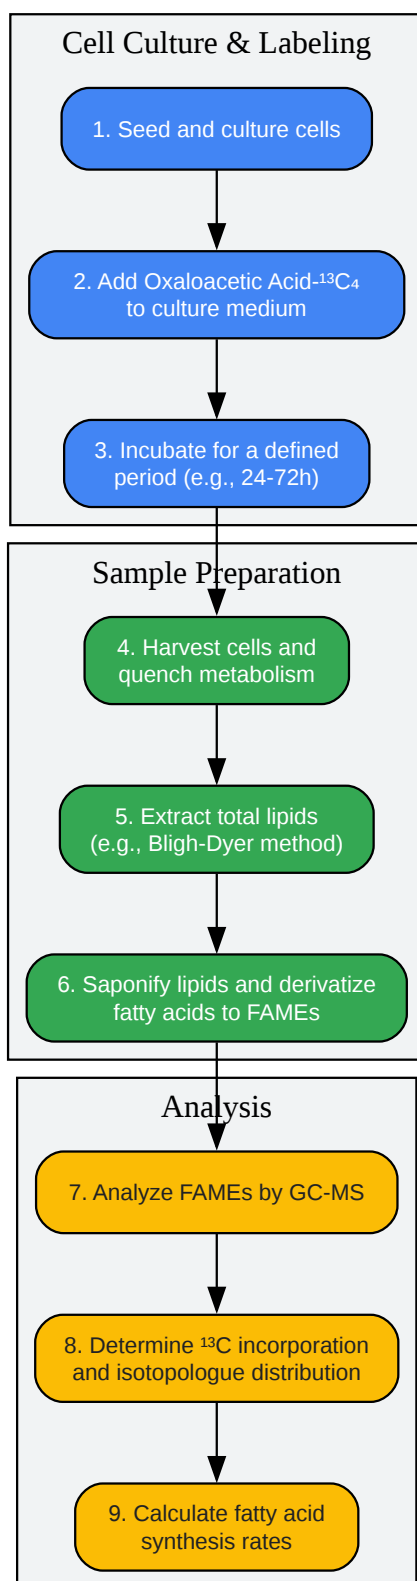 Cell Culture & Labeling
1. Seed and culture cells
2. Add Oxaloacetic Acid-¹³C₄
to culture medium
3. Incubate for a defined
period (e.g., 24-72h)
Sample Preparation
4. Harvest cells and
quench metabolism
5. Extract total lipids
(e.g., Bligh-Dyer method)
6. Saponify lipids and derivatize
fatty acids to FAMEs
Analysis
7. Analyze FAMEs by GC-MS
8. Determine ¹³C incorporation
and isotopologue distribution
9. Calculate fatty acid
synthesis rates